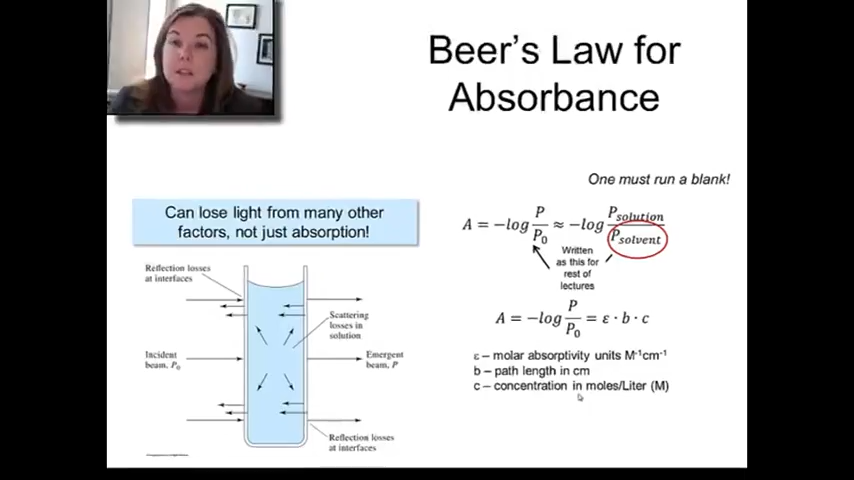 Beer's Law for
Absorbance
One must run a blank!
Can lose light from many other
factors, not just absorption!
A = −log P/P₀ ≈ −log Psolution/Psolvent
Written
as this for
rest of
lectures
A = −log P/P₀ = ε · b · c
ε – molar absorptivity units M⁻¹cm⁻¹
b – path length in cm
c – concentration in moles/Liter (M)
Reflection losses
at interfaces
Scattering
losses in
solution
Incident
beam, P₀
Emergent
beam, P
Reflection losses
at interfaces